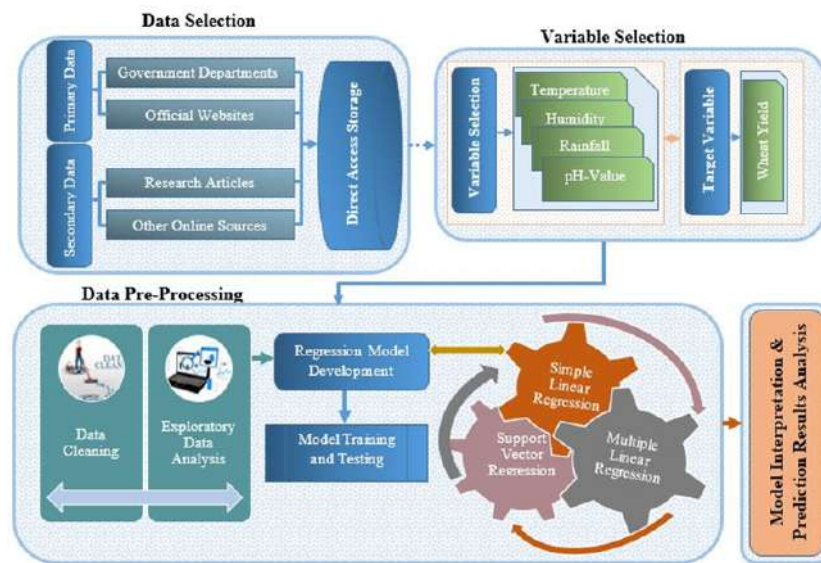 Data Selection
Primary Data
Government Departments
Official Websites
Secondary Data
Research Articles
Other Online Sources
Direct Access Storage
Variable Selection
Variable Selection
Temperature
Humidity
Rainfall
pH-Value
Target Variable
Wheat Yield
Data Pre-Processing
Data
Cleaning
Exploratory
Data
Analysis
Regression Model
Development
Model Training
and Testing
Simple
Linear
Regression
Support
Vector
Regression
Multiple
Linear
Regression
Model Interpretation &
Prediction Results Analysis